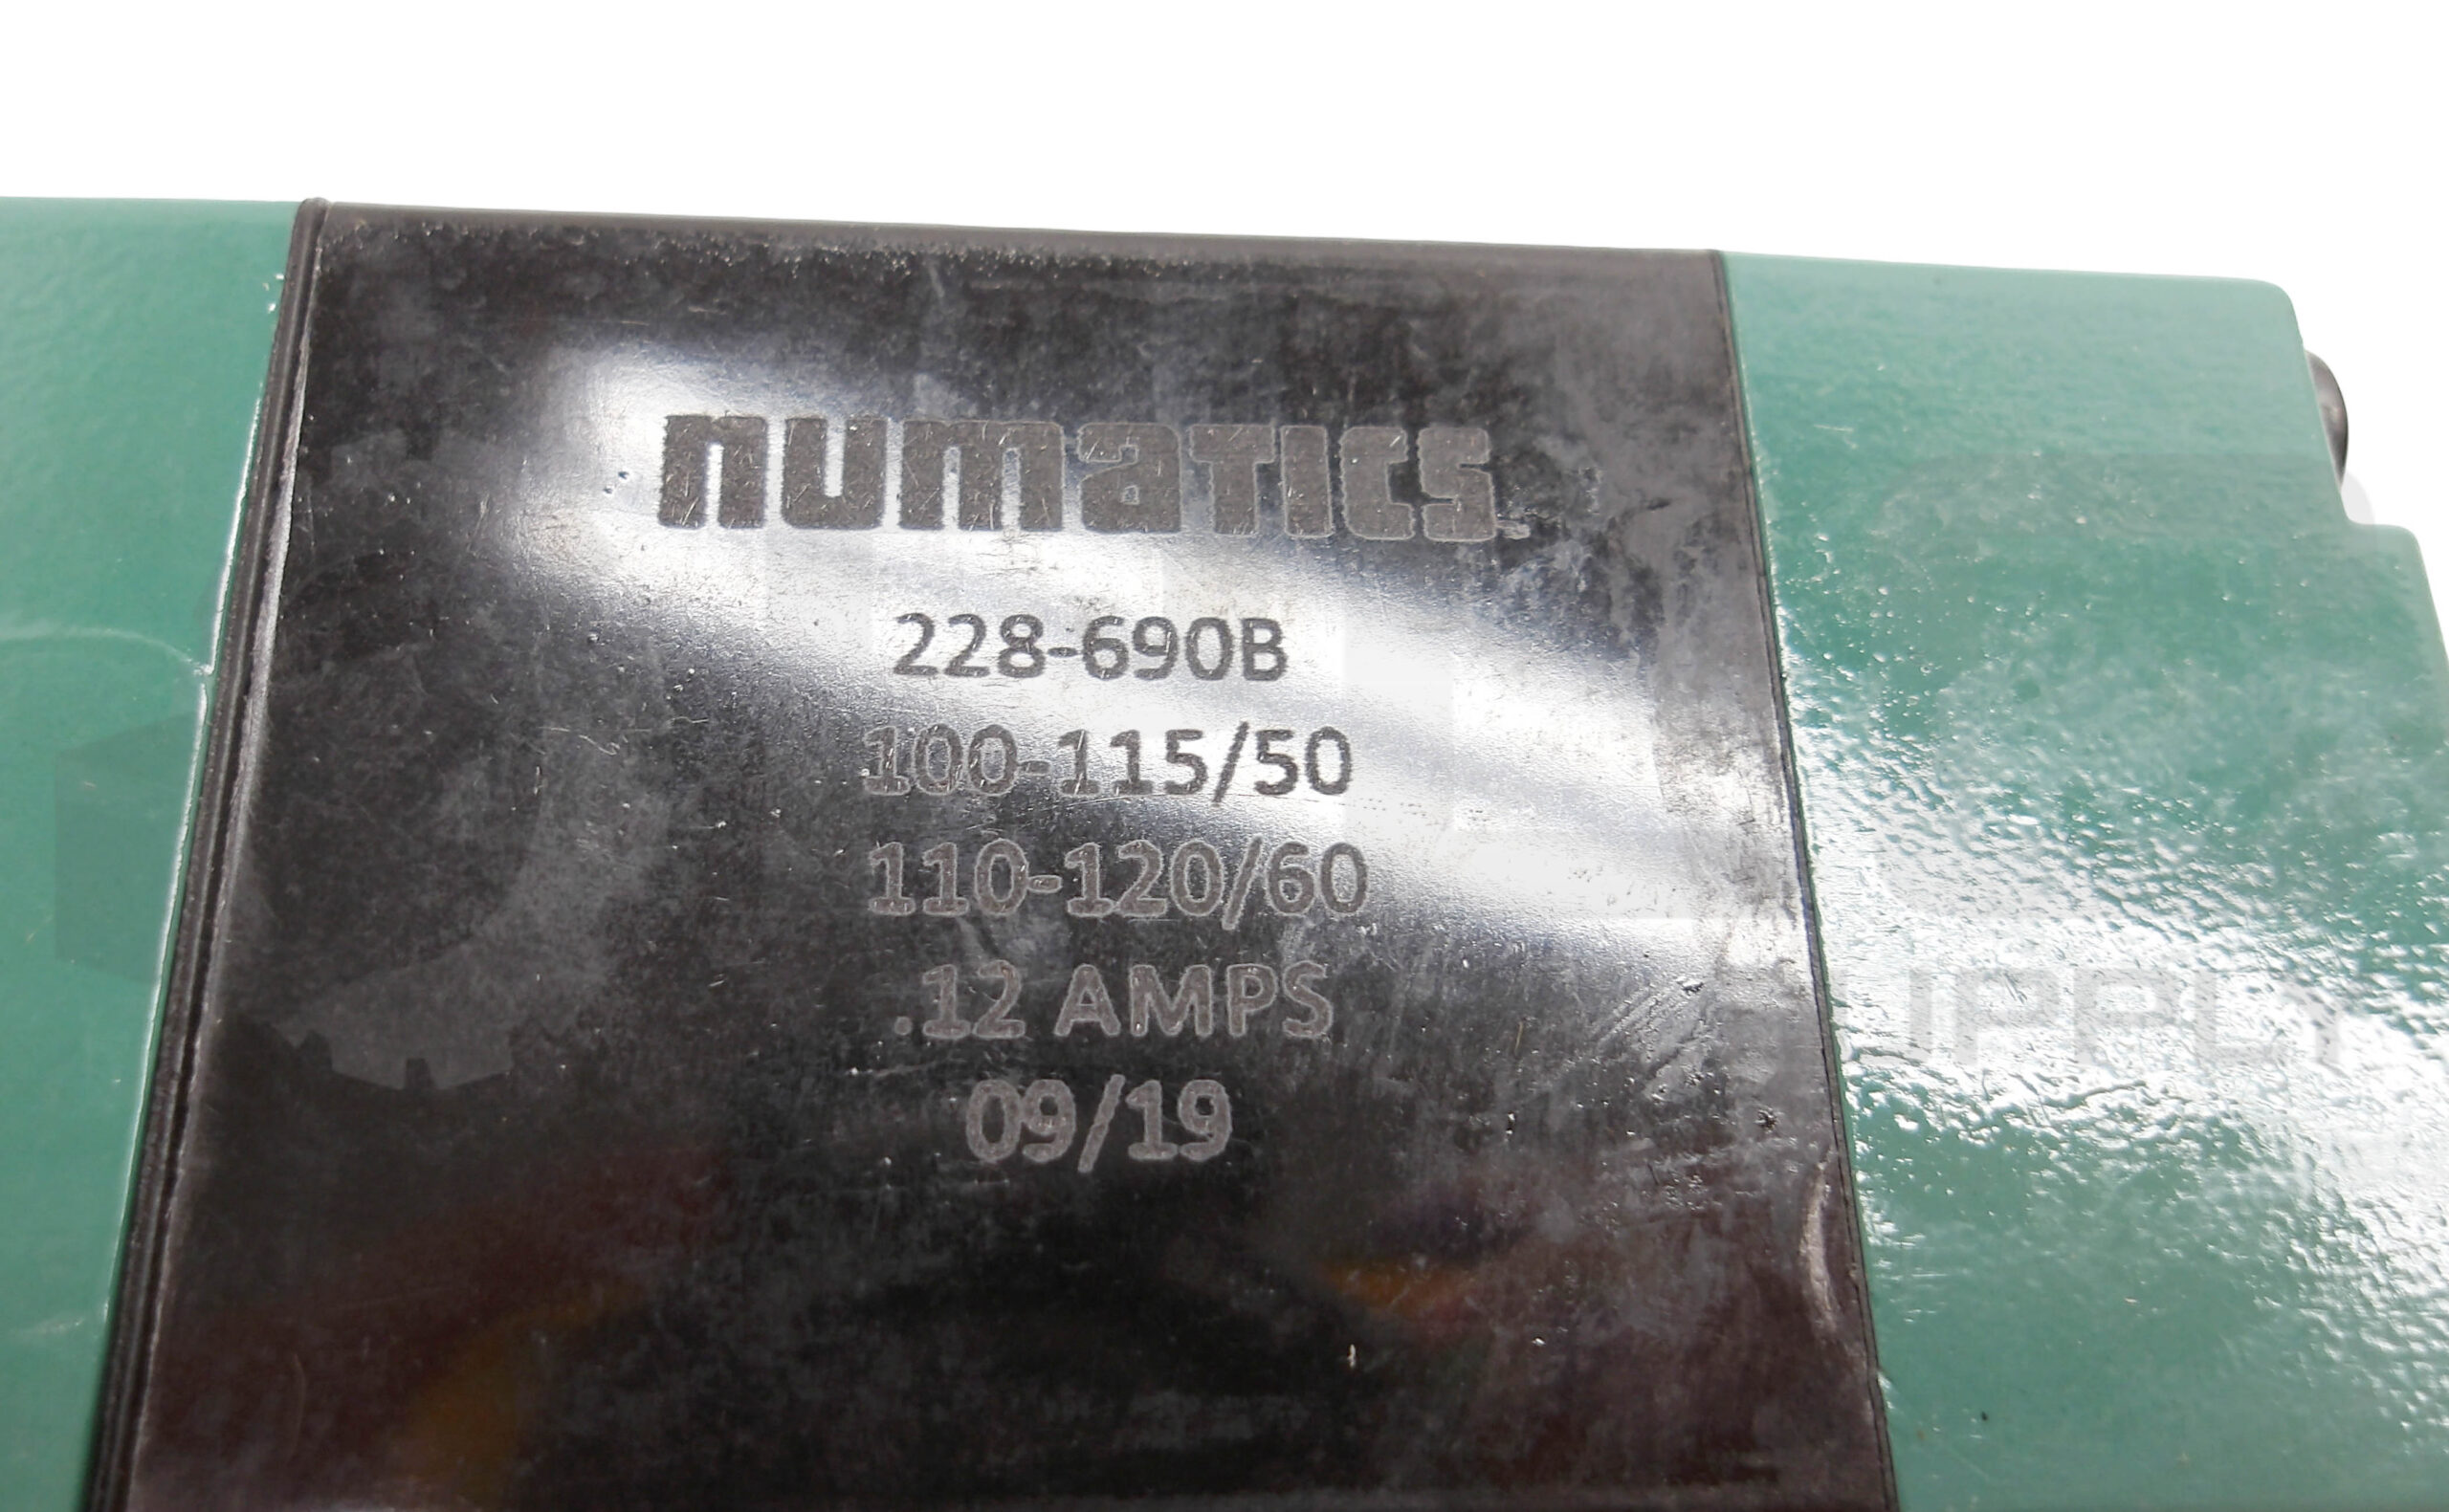 numatics
228-690B
100-115/50
110-120/60
.12 AMPS
09/19